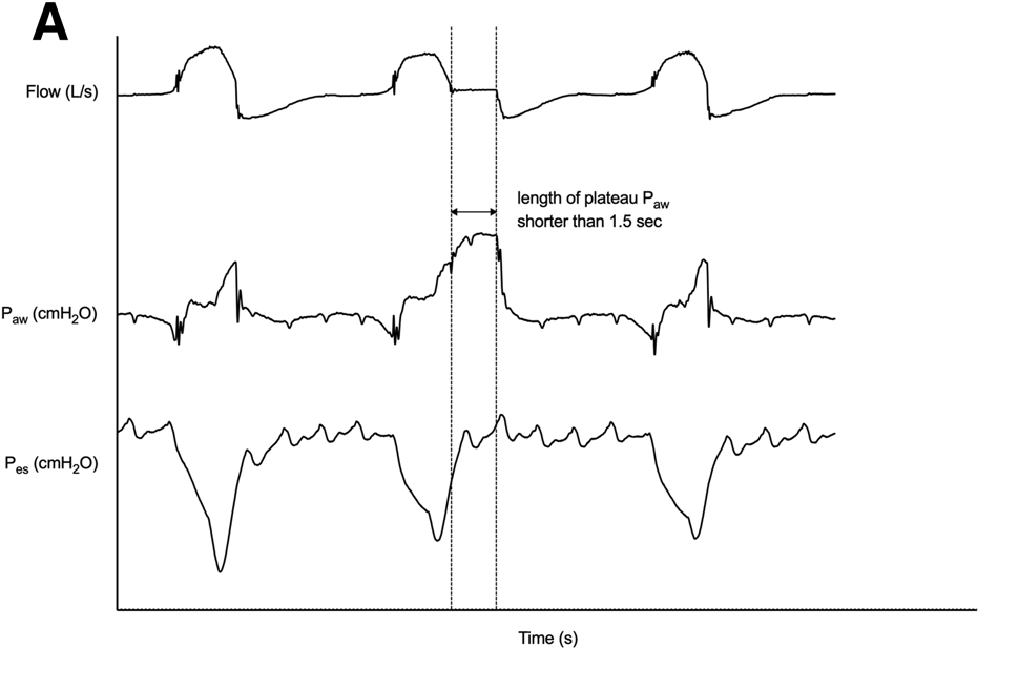 A
Flow (L/s)
length of plateau Paw
shorter than 1.5 sec
Paw (cmH2O)
Pes (cmH2O)
Time (s)